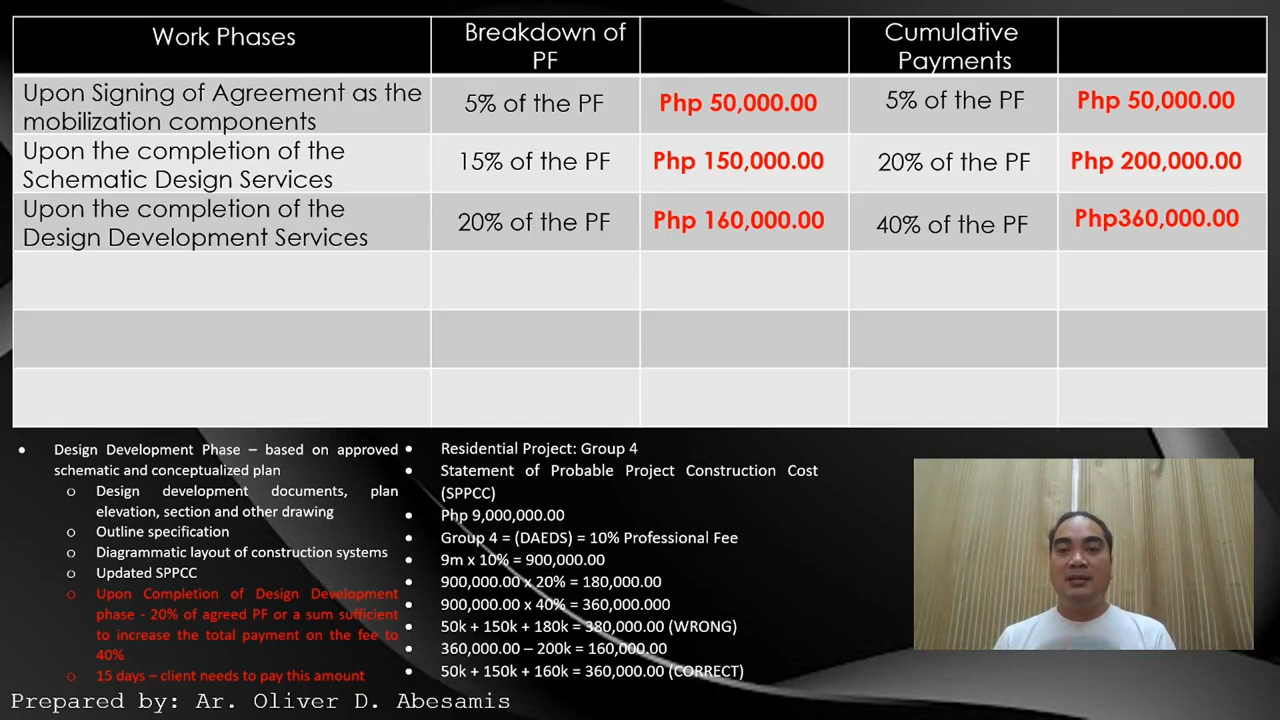 Work Phases
Breakdown of
PF
Cumulative
Payments
Upon Signing of Agreement as the
mobilization components
5% of the PF
Php 50,000.00
5% of the PF
Php 50,000.00
Upon the completion of the
Schematic Design Services
15% of the PF
Php 150,000.00
20% of the PF
Php 200,000.00
Upon the completion of the
Design Development Services
20% of the PF
Php 160,000.00
40% of the PF
Php360,000.00
• Design Development Phase – based on approved
schematic and conceptualized plan
o Design development documents, plan
elevation, section and other drawing
o Outline specification
o Diagrammatic layout of construction systems
o Updated SPPCC
o Upon Completion of Design Development
phase - 20% of agreed PF or a sum sufficient
to increase the total payment on the fee to
40%
o 15 days – client needs to pay this amount
• Residential Project: Group 4
• Statement of Probable Project Construction Cost
(SPPCC)
• Php 9,000,000.00
• Group 4 = (DAEDS) = 10% Professional Fee
• 9m x 10% = 900,000.00
• 900,000.00 x 20% = 180,000.00
• 900,000.00 x 40% = 360,000.000
• 50k + 150k + 180k = 380,000.00 (WRONG)
• 360,000.00 – 200k = 160,000.00
• 50k + 150k + 160k = 360,000.00 (CORRECT)
Prepared by: Ar. Oliver D. Abesamis